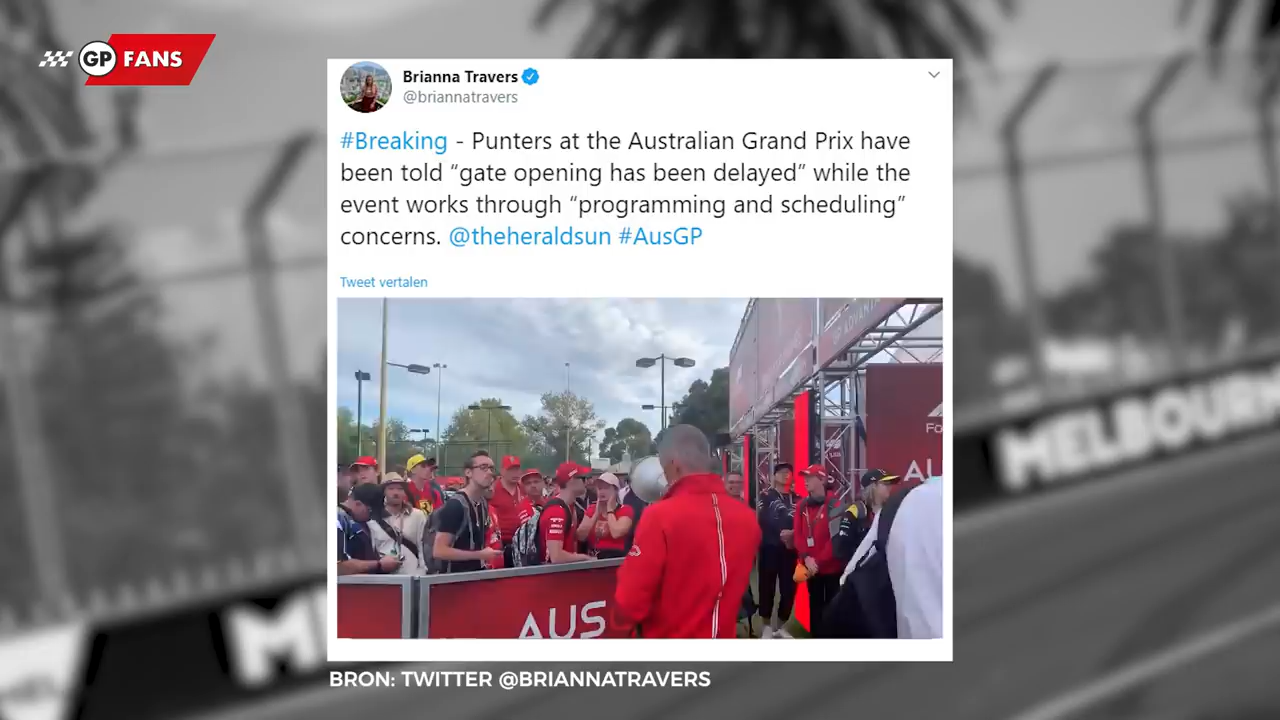 GP FANS
Brianna Travers
@briannatravers
#Breaking - Punters at the Australian Grand Prix have
been told “gate opening has been delayed” while the
event works through “programming and scheduling”
concerns. @theheraldsun #AusGP
Tweet vertalen
AUS
AU
MELBOURN
M
BRON: TWITTER @BRIANNATRAVERS